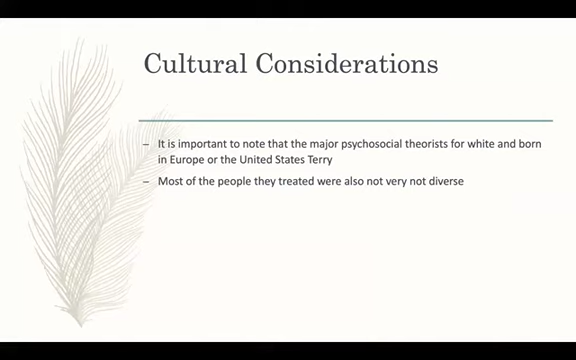 Cultural Considerations
– It is important to note that the major psychosocial theorists for white and born
in Europe or the United States Terry
– Most of the people they treated were also not very not diverse